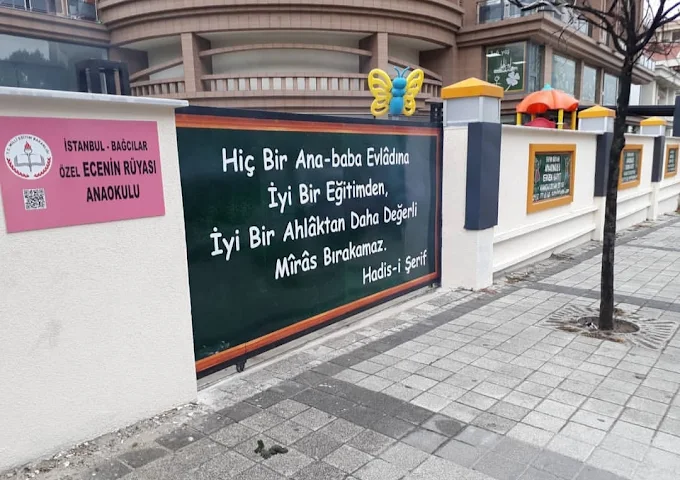 İSTANBUL - BAĞCILAR
ÖZEL ECENİN RÜYASI
ANAOKULU
Hiç Bir Ana-baba Evlâdına
İyi Bir Eğitimden,
İyi Bir Ahlâktan Daha Değerli
Mîrâs Bırakamaz.
Hadis-i Şerif